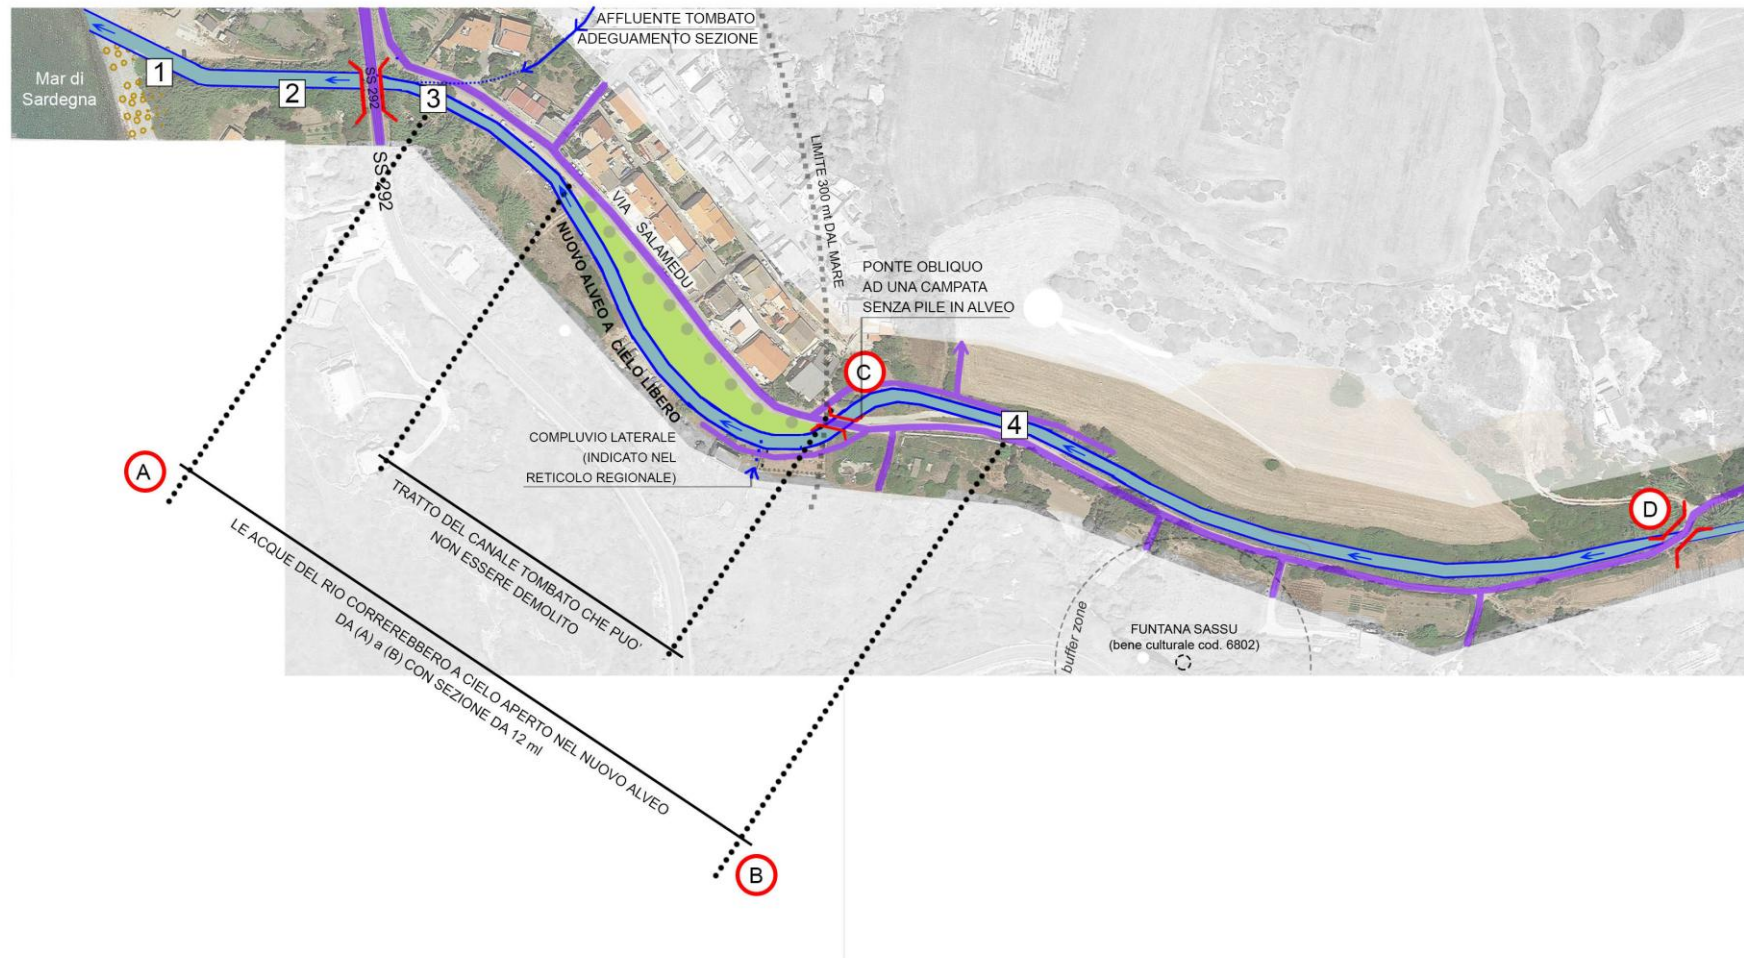 AFFLUENTE TOMBATO
ADEGUAMENTO SEZIONE
Mar di
Sardegna
1
2
3
SS 292
SS 292
VIA SALAMEDU
LIMITE 300 mt DAL MARE
NUOVO ALVEO A CIELO LIBERO
PONTE OBLIQUO
AD UNA CAMPATA
SENZA PILE IN ALVEO
C
4
COMPLUVIO LATERALE
(INDICATO NEL
RETICOLO REGIONALE)
A
D
TRATTO DEL CANALE TOMBATO CHE PUO'
NON ESSERE DEMOLITO
LE ACQUE DEL RIO CORREREBBERO A CIELO APERTO NEL NUOVO ALVEO
DA (A) a (B) CON SEZIONE DA 12 ml
buffer zone
FUNTANA SASSU
(bene culturale cod. 6802)
B